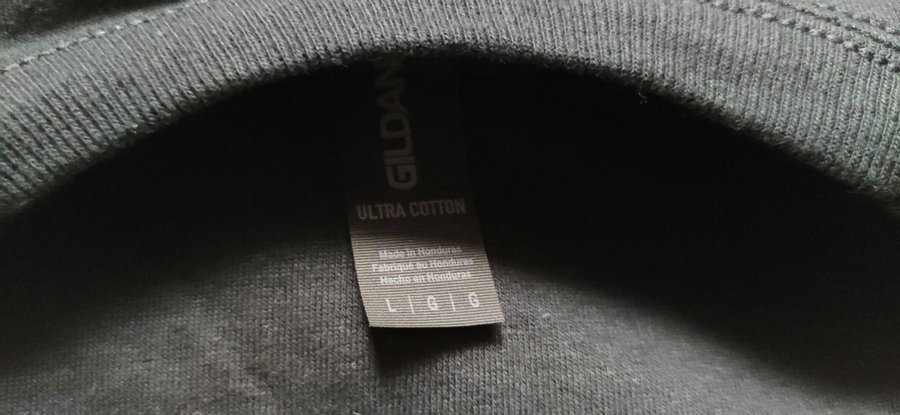 GILDAN
ULTRA COTTON
Made in Honduras
Fabriqué au Honduras
Hecho en Honduras
L | G | G